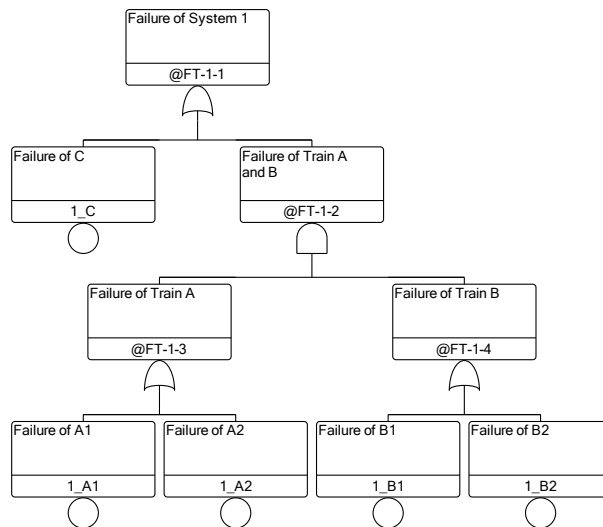 Failure of System 1
@FT-1-1
Failure of C
1_C
Failure of Train A
and B
@FT-1-2
Failure of Train A
@FT-1-3
Failure of Train B
@FT-1-4
Failure of A1
1_A1
Failure of A2
1_A2
Failure of B1
1_B1
Failure of B2
1_B2